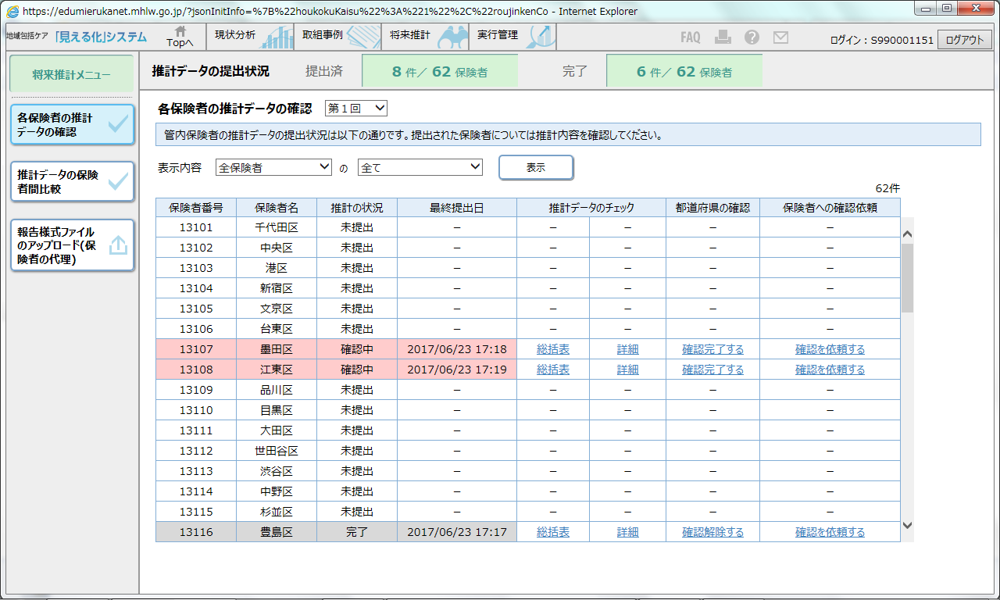 https://edumierukanet.mhlw.go.jp/?jsonInitInfo=%7B%22houkokuKaisu%22%3A%221%22%2C%22roujinkenCo - Internet Explorer
地域包括ケア 「見える化」システム Topへ 現状分析 取組事例 将来推計 実行管理 FAQ ログイン：S990001151 ログアウト
将来推計メニュー
各保険者の推計
データの確認
推計データの保険
者間比較
報告様式ファイル
のアップロード(保
険者の代理)
推計データの提出状況 提出済 8 件／ 62 保険者 完了 6 件／ 62 保険者
各保険者の推計データの確認 第１回
管内保険者の推計データの提出状況は以下の通りです。提出された保険者については推計内容を確認してください。
表示内容 全保険者 の 全て 表示
62件
保険者番号 保険者名 推計の状況 最終提出日 推計データのチェック 都道府県の確認 保険者への確認依頼
13101 千代田区 未提出 － － － － －
13102 中央区 未提出 － － － － －
13103 港区 未提出 － － － － －
13104 新宿区 未提出 － － － － －
13105 文京区 未提出 － － － － －
13106 台東区 未提出 － － － － －
13107 墨田区 確認中 2017/06/23 17:18 総括表 詳細 確認完了する 確認を依頼する
13108 江東区 確認中 2017/06/23 17:19 総括表 詳細 確認完了する 確認を依頼する
13109 品川区 未提出 － － － － －
13110 目黒区 未提出 － － － － －
13111 大田区 未提出 － － － － －
13112 世田谷区 未提出 － － － － －
13113 渋谷区 未提出 － － － － －
13114 中野区 未提出 － － － － －
13115 杉並区 未提出 － － － － －
13116 豊島区 完了 2017/06/23 17:17 総括表 詳細 確認解除する 確認を依頼する